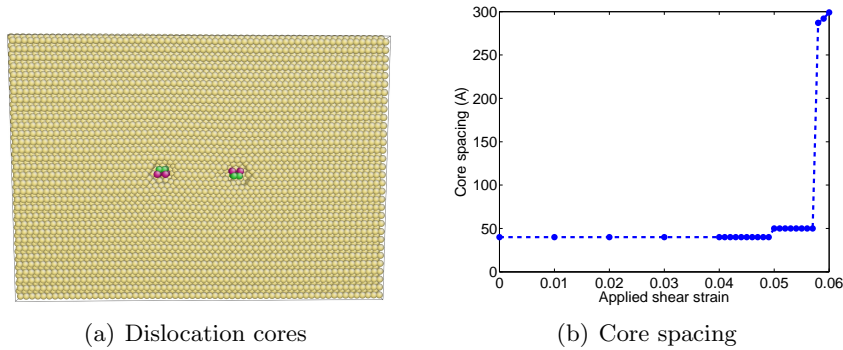 300
250
200
150
100
50
0
Core spacing (A)
0 0.01 0.02 0.03 0.04 0.05 0.06
Applied shear strain
(a) Dislocation cores
(b) Core spacing